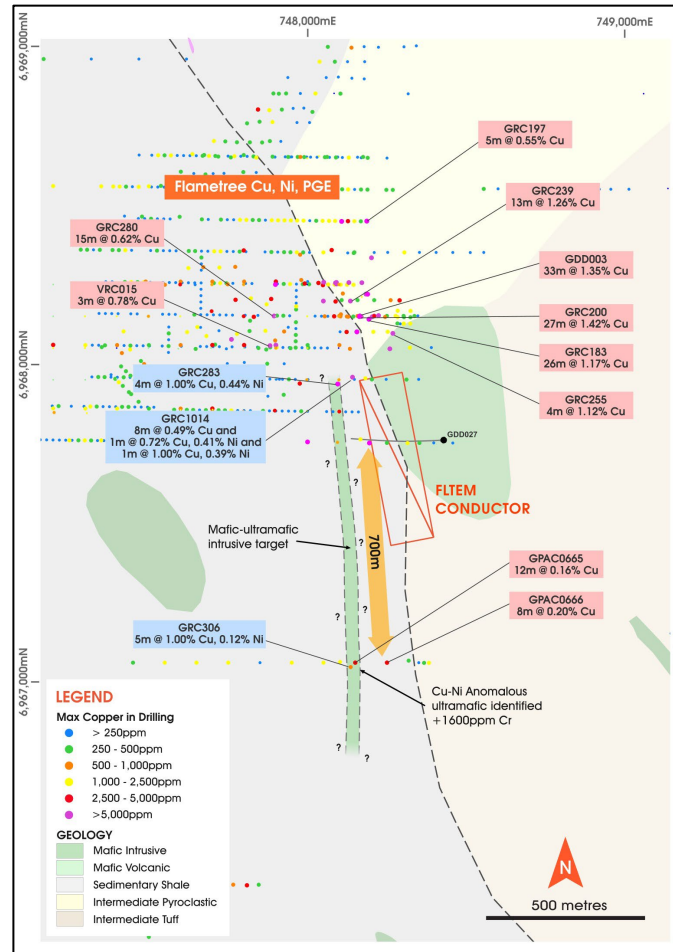 748,000mE
749,000mE
6,969,000mN
GRC197
5m @ 0.55% Cu
Flametree Cu, Ni, PGE
GRC239
13m @ 1.26% Cu
GRC280
15m @ 0.62% Cu
GDD003
33m @ 1.35% Cu
VRC015
3m @ 0.78% Cu
GRC200
27m @ 1.42% Cu
GRC183
26m @ 1.17% Cu
6,968,000mN
GRC283
4m @ 1.00% Cu, 0.44% Ni
?
GRC255
4m @ 1.12% Cu
GRC1014
8m @ 0.49% Cu and
1m @ 0.72% Cu, 0.41% Ni and
1m @ 1.00% Cu, 0.39% Ni
GDD027
?
?
FLTEM
CONDUCTOR
Mafic-ultramafic
intrusive target
?
?
700m
GPAC0665
12m @ 0.16% Cu
?
?
GPAC0666
8m @ 0.20% Cu
GRC306
5m @ 1.00% Cu, 0.12% Ni
?
?
6,967,000mN
Cu-Ni Anomalous
ultramafic identified
+1600ppm Cr
?
?
LEGEND
Max Copper in Drilling
> 250ppm
250 - 500ppm
500 - 1,000ppm
1,000 - 2,500ppm
2,500 - 5,000ppm
>5,000ppm
GEOLOGY
Mafic Intrusive
Mafic Volcanic
Sedimentary Shale
Intermediate Pyroclastic
Intermediate Tuff
N
500 metres